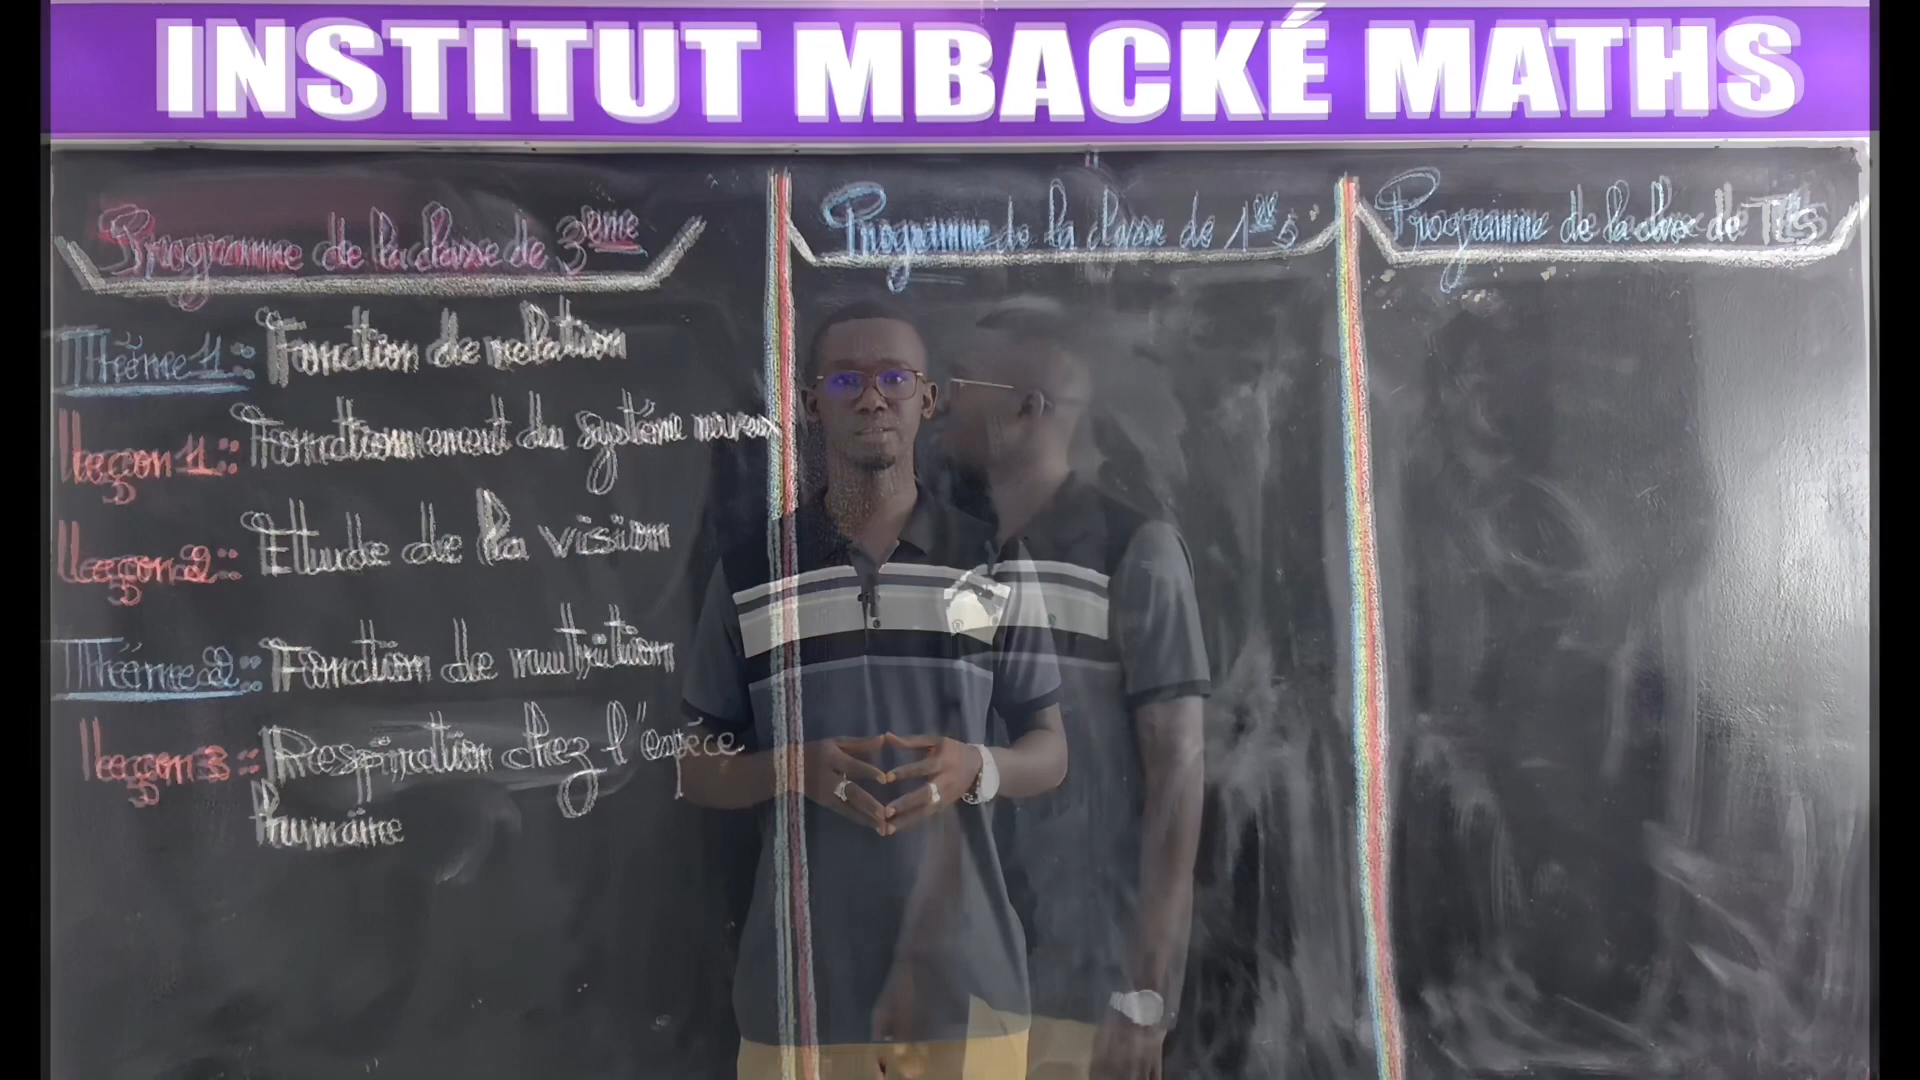 INSTITUT MBACKÉ MATHS
Programme de la classe de 3ème
Thème 1: Fonction de relation
Leçon 1: Fonctionnement du système nerveux
Leçon 2: Etude de la vision
Thème 2: Fonction de nutrition
Leçon 3: Respiration chez l'espèce
humaine
Programme de la classe de 1ère S
Programme de la classe de TLS